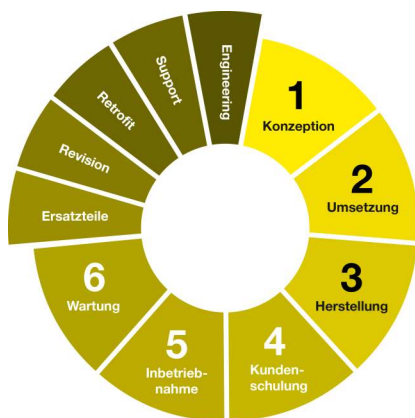 1
Konzeption
2
Umsetzung
3
Herstellung
4
Kunden-
schulung
5
Inbetrieb-
nahme
6
Wartung
Ersatzteile
Revision
Retrofit
Support
Engineering